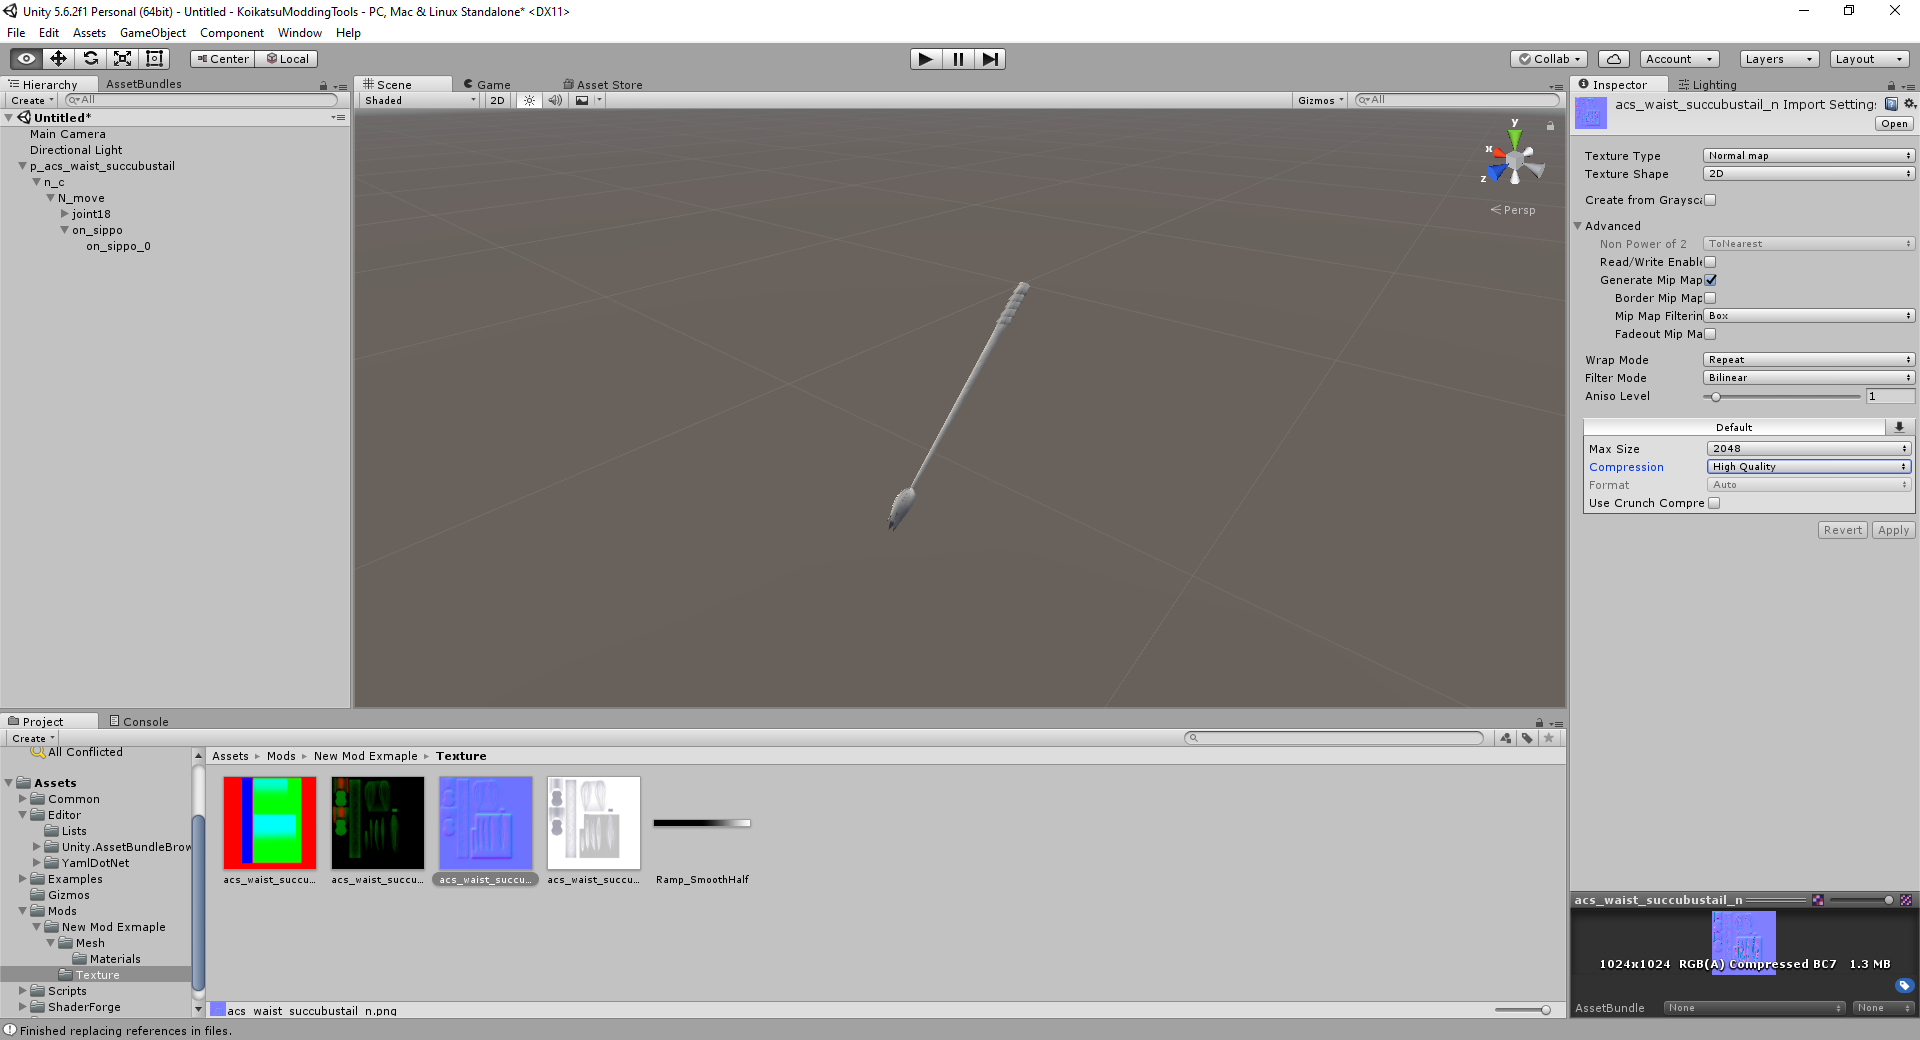 Unity 5.6.2f1 Personal (64bit) - Untitled - KoikatsuModdingTools - PC, Mac & Linux Standalone* <DX11>
File Edit Assets GameObject Component Window Help
Center Local
Collab Account Layers Layout
Hierarchy AssetBundles
Create All
Untitled*
Main Camera
Directional Light
p_acs_waist_succubustail
n_c
N_move
joint18
on_sippo
on_sippo_0
Scene Game Asset Store
Shaded 2D Gizmos All
y
x
z
Persp
Inspector Lighting
acs_waist_succubustail_n Import Setting:
Open
Texture Type Normal map
Texture Shape 2D
Create from Graysca
Advanced
Non Power of 2 ToNearest
Read/Write Enable
Generate Mip Map
Border Mip Map
Mip Map Filterin Box
Fadeout Mip Ma
Wrap Mode Repeat
Filter Mode Bilinear
Aniso Level 1
Default
Max Size 2048
Compression High Quality
Format Auto
Use Crunch Compre
Revert Apply
Project Console
Create
All Conflicted
Assets
Common
Editor
Lists
Unity.AssetBundleBrow
YamlDotNet
Examples
Gizmos
Mods
New Mod Exmaple
Mesh
Materials
Texture
Scripts
ShaderForge
Assets Mods New Mod Exmaple Texture
acs_waist_succu... acs_waist_succu... acs_waist_succu... acs_waist_succu... Ramp_SmoothHalf
acs_waist_succubustail_n.png
acs_waist_succubustail_n
1024x1024 RGB(A) Compressed BC7 1.3 MB
AssetBundle None None
Finished replacing references in files.